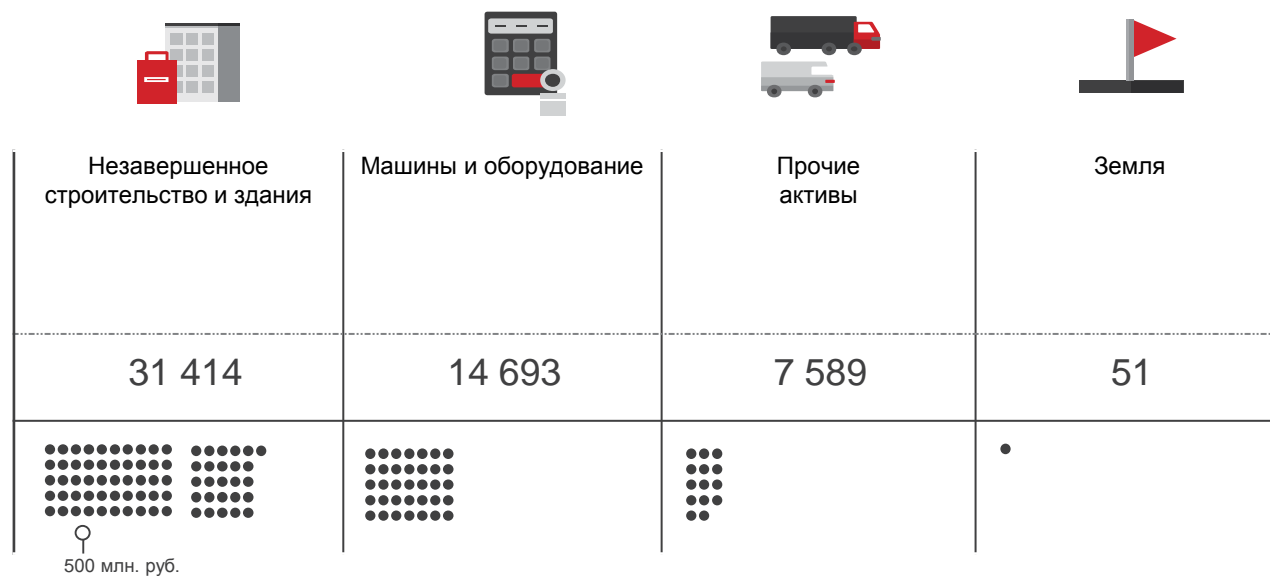 Незавершенное
строительство и здания
Машины и оборудование
Прочие
активы
Земля
31 414
14 693
7 589
51
500 млн. руб.